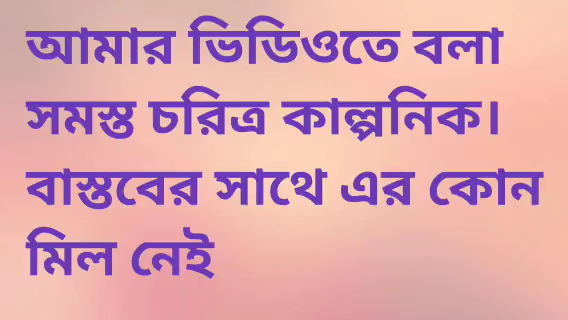 আমার ভিডিওতে বলা
সমস্ত চরিত্র কাল্পনিক।
বাস্তবের সাথে এর কোন
মিল নেই